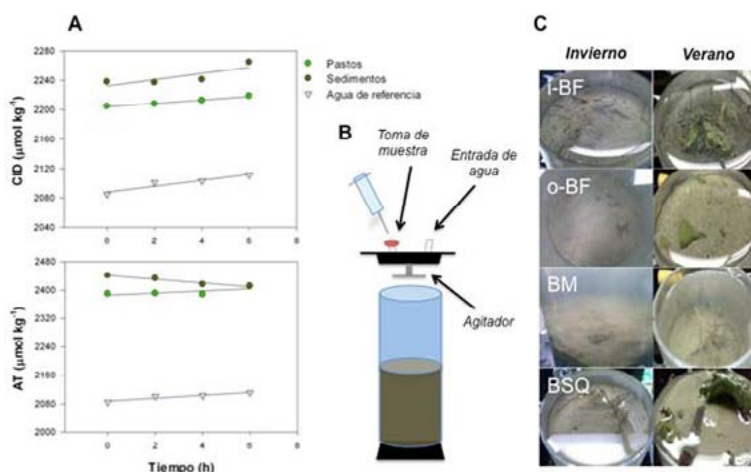 A
CID (µmol kg⁻¹)
2280
2240
2200
2160
2120
2080
2040
0 2 4 6 8
Pastos
Sedimentos
Agua de referencia
AT (µmol kg⁻¹)
2480
2400
2320
2240
2160
2080
2000
0 2 4 6 8
Tiempo (h)
B
Toma de
muestra
Entrada de
agua
Agitador
C
Invierno Verano
i-BF
o-BF
BM
BSQ